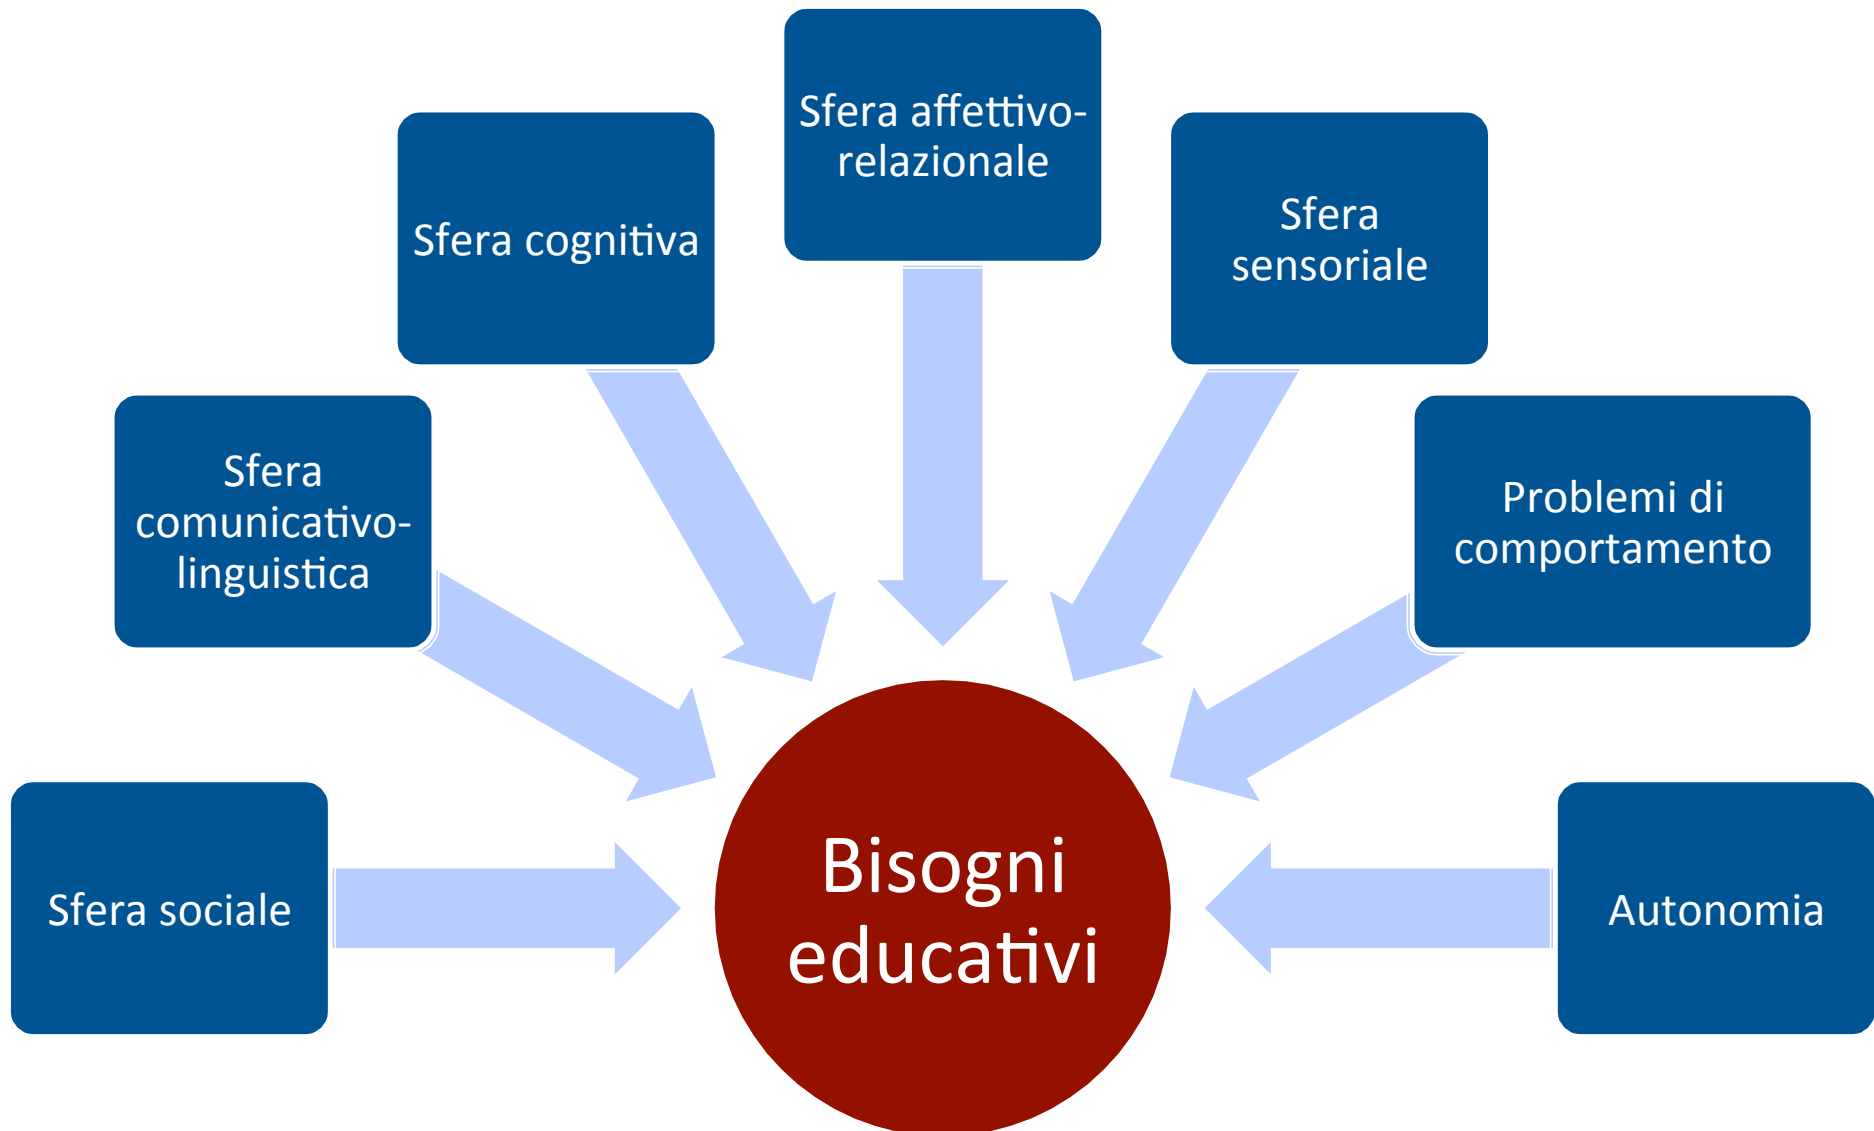 Sfera affettivo-
relazionale
Sfera cognitiva
Sfera
sensoriale
Sfera
comunicativo-
linguistica
Problemi di
comportamento
Sfera sociale
Bisogni
educativi
Autonomia